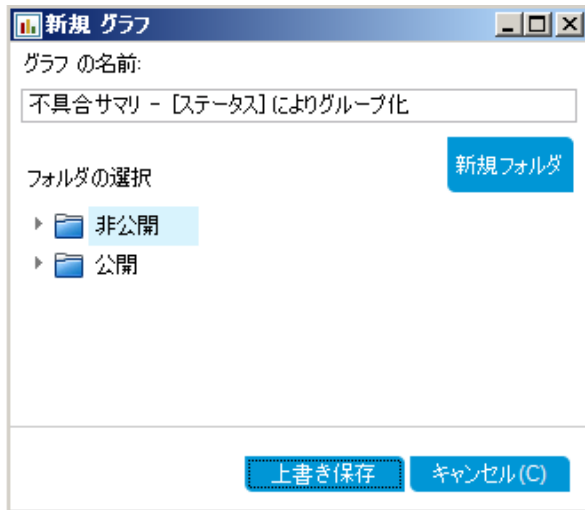 新規 グラフ
グラフ の名前:
不具合サマリ - [ステータス] によりグループ化
新規フォルダ
フォルダの選択
非公開
公開
上書き保存
キャンセル(C)